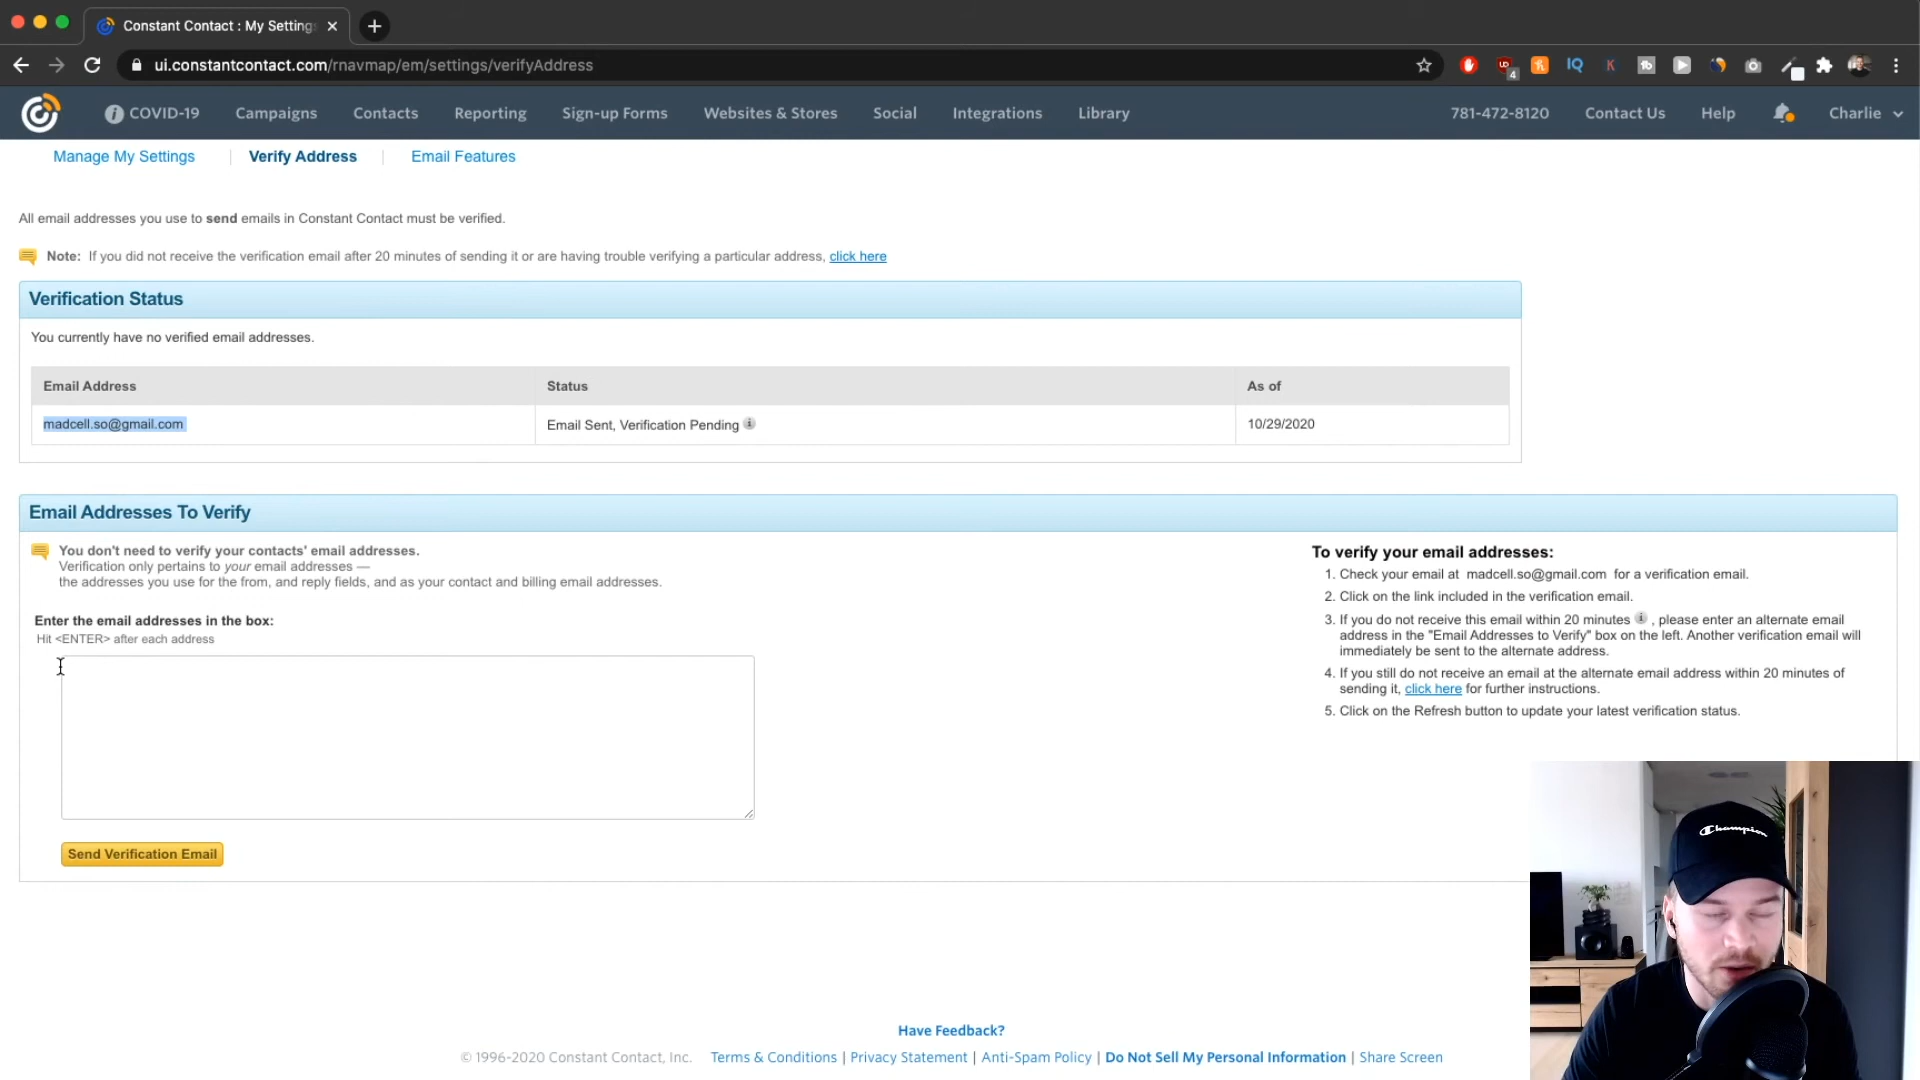 Constant Contact : My Setting
ui.constantcontact.com/rnavmap/em/settings/verifyAddress
4
COVID-19 Campaigns Contacts Reporting Sign-up Forms Websites & Stores Social Integrations Library 781-472-8120 Contact Us Help Charlie
Manage My Settings | Verify Address | Email Features
All email addresses you use to send emails in Constant Contact must be verified.
Note: If you did not receive the verification email after 20 minutes of sending it or are having trouble verifying a particular address, click here
Verification Status
You currently have no verified email addresses.
Email Address Status As of
madcell.so@gmail.com Email Sent, Verification Pending 10/29/2020
Email Addresses To Verify
You don't need to verify your contacts' email addresses.
Verification only pertains to your email addresses —
the addresses you use for the from, and reply fields, and as your contact and billing email addresses.
Enter the email addresses in the box:
Hit <ENTER> after each address
Send Verification Email
To verify your email addresses:
1. Check your email at madcell.so@gmail.com for a verification email.
2. Click on the link included in the verification email.
3. If you do not receive this email within 20 minutes , please enter an alternate email
address in the "Email Addresses to Verify" box on the left. Another verification email will
immediately be sent to the alternate address.
4. If you still do not receive an email at the alternate email address within 20 minutes of
sending it, click here for further instructions.
5. Click on the Refresh button to update your latest verification status.
Champion
Have Feedback?
© 1996-2020 Constant Contact, Inc. Terms & Conditions | Privacy Statement | Anti-Spam Policy | Do Not Sell My Personal Information | Share Screen